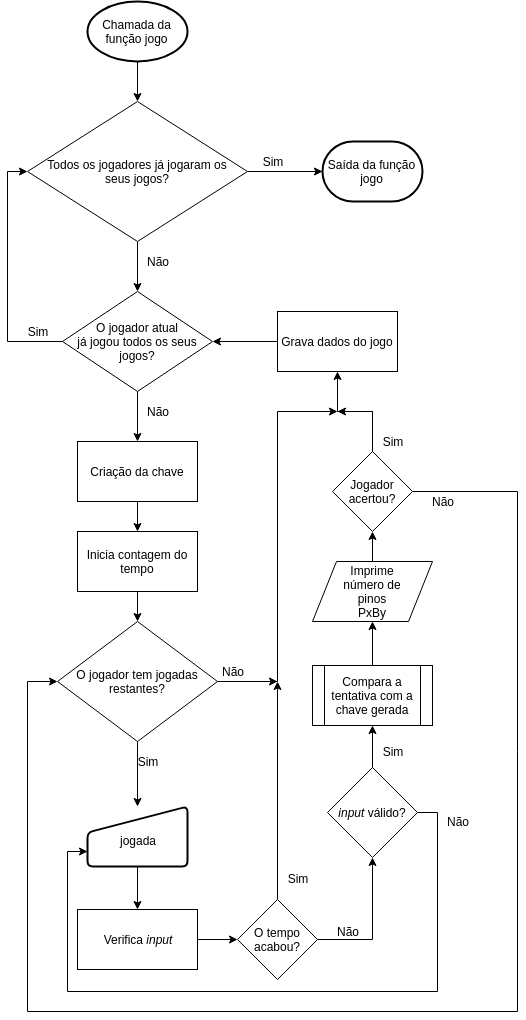 Chamada da
função jogo
Todos os jogadores já jogaram os
seus jogos?
Sim
Saída da função
jogo
Não
O jogador atual
já jogou todos os seus
jogos?
Sim
Grava dados do jogo
Não
Criação da chave
Sim
Jogador
acertou?
Não
Inicia contagem do
tempo
Imprime
número de
pinos
PxBy
O jogador tem jogadas
restantes?
Não
Compara a
tentativa com a
chave gerada
Sim
Sim
jogada
input válido?
Não
Sim
Verifica input
O tempo
acabou?
Não